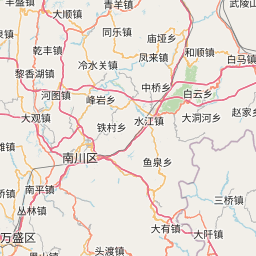 万盛镇
青羊镇
武陵山
大顺镇
同乐乡
庙垭乡
乾丰镇
凤来镇
和顺镇
冷水关镇
白马镇
黎香湖镇
中桥乡
河图镇
峰岩乡
白云乡
大观镇
铁村乡
水江镇
大洞河乡
赵家
南川区
鱼泉乡
南平镇
三桥镇
丛林镇
大有镇
大阡镇
万盛区
头渡镇